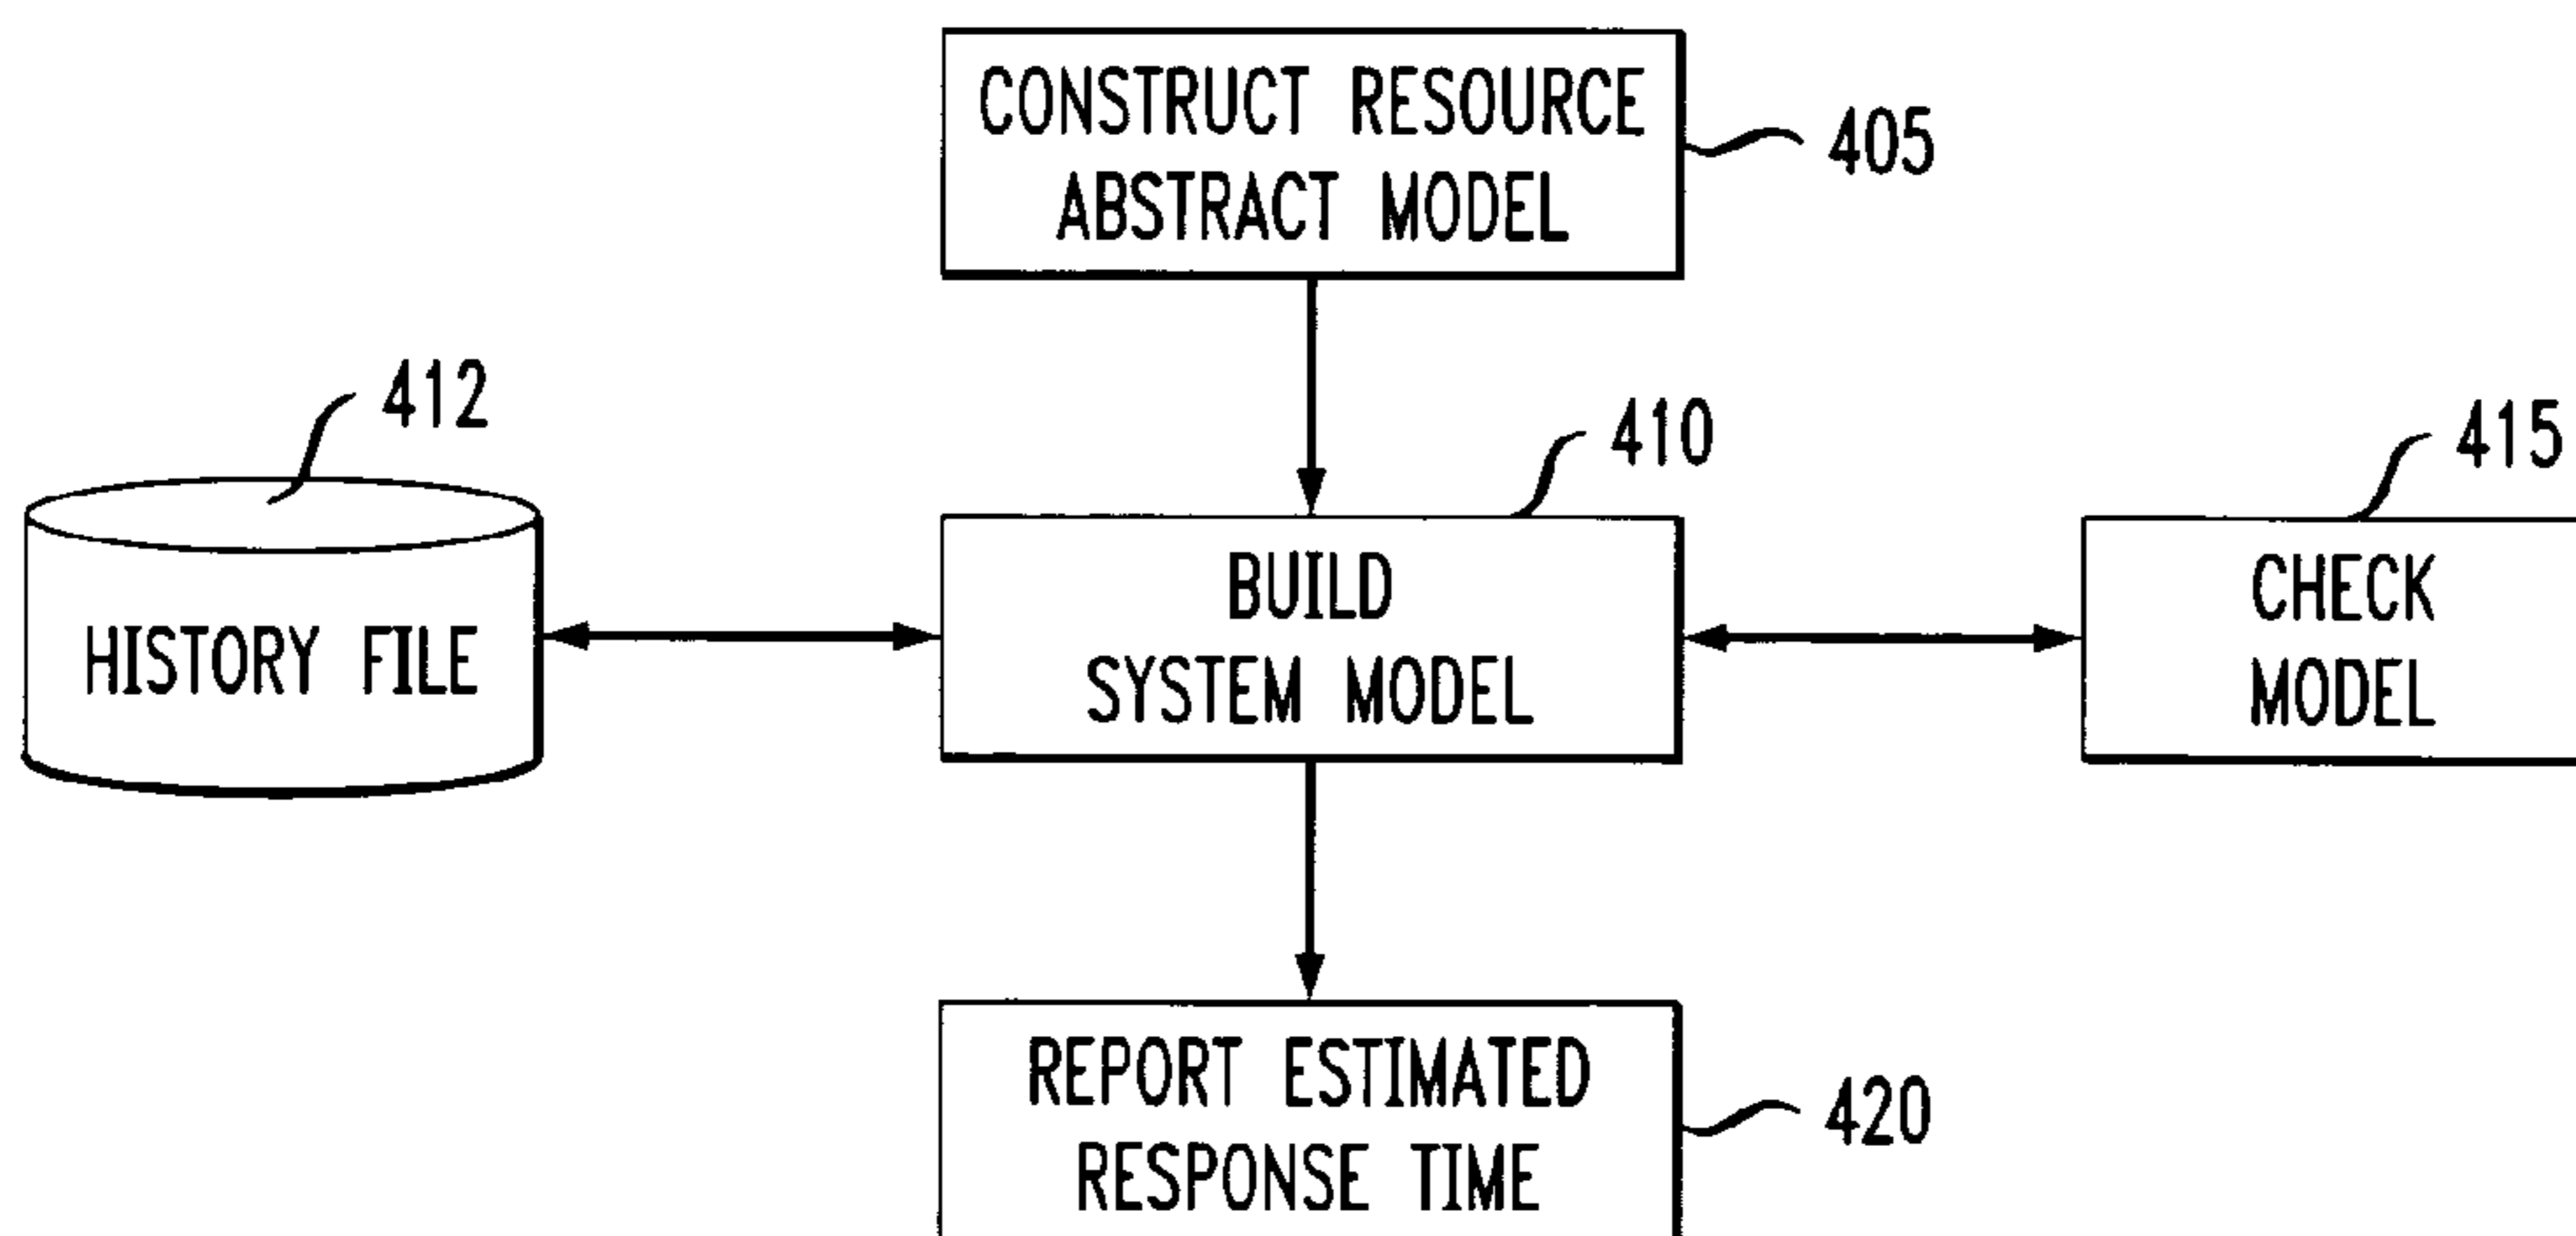 CONSTRUCT RESOURCE
ABSTRACT MODEL
405
412
410
415
HISTORY FILE
BUILD
SYSTEM MODEL
CHECK
MODEL
REPORT ESTIMATED
RESPONSE TIME
420